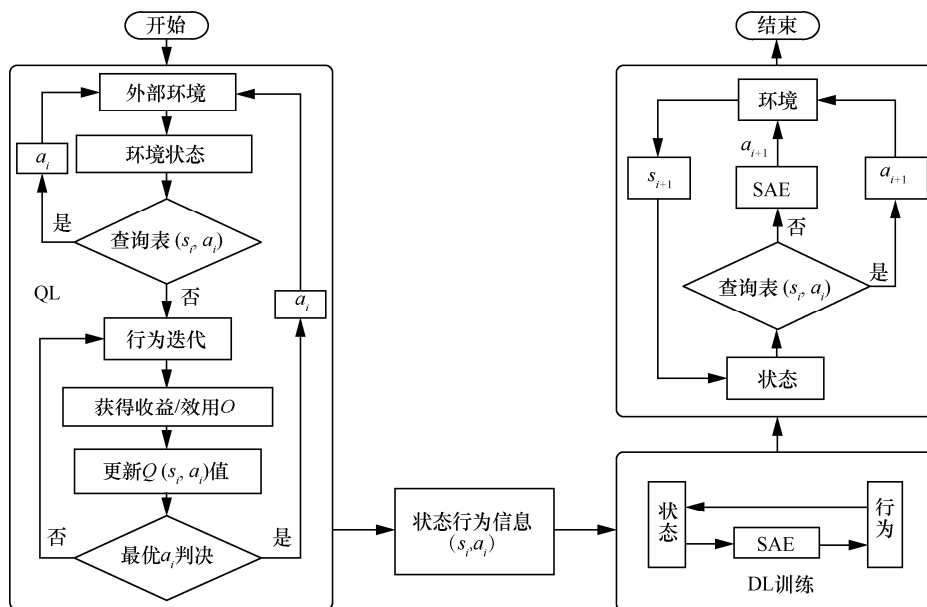 开始
外部环境
a_i
环境状态
是
查询表 (s_i, a_i)
QL
否
a_i
行为迭代
获得收益/效用O
更新Q (s_i, a_i)值
否
最优a_i判决
是
状态行为信息
(s_i,a_i)
结束
环境
a_{i+1}
s_{i+1}
SAE
a_{i+1}
否
是
查询表 (s_i, a_i)
状态
状态
行为
SAE
DL训练